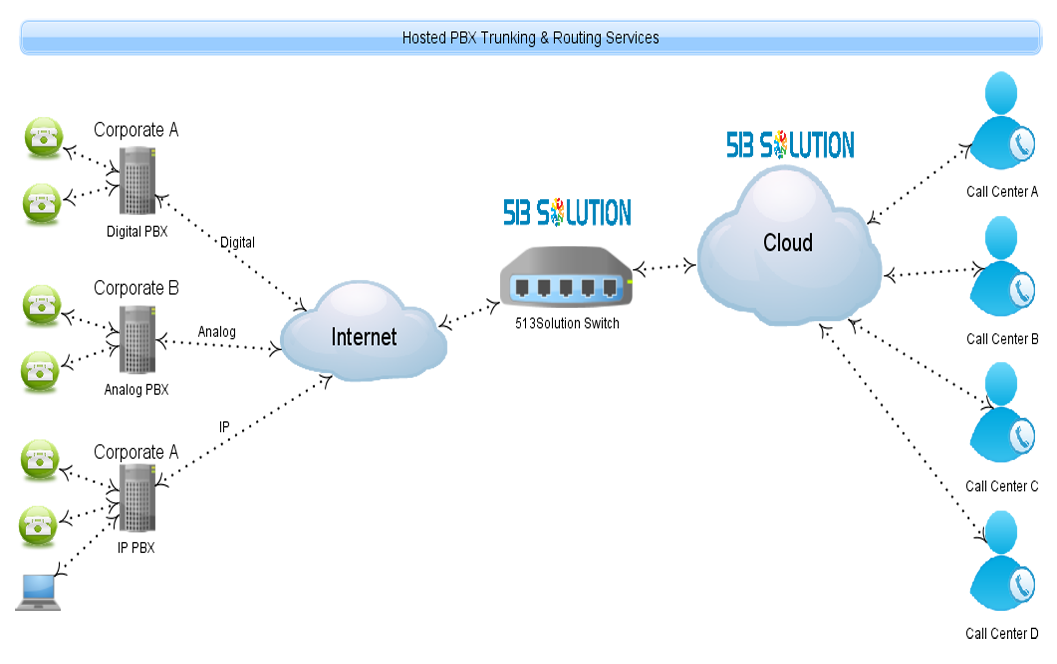 Hosted PBX Trunking & Routing Services
Corporate A
Digital PBX
Digital
Corporate B
Analog PBX
Analog
Corporate A
IP PBX
IP
Internet
513 SOLUTION
513Solution Switch
513 SOLUTION
Cloud
Call Center A
Call Center B
Call Center C
Call Center D